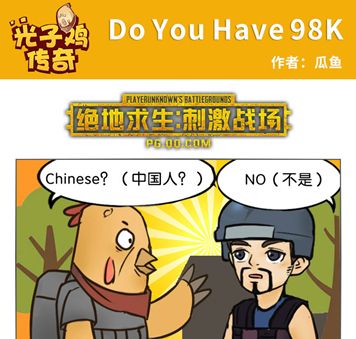 光子鸡
传奇
Do You Have 98K
作者：瓜鱼
PLAYERUNKNOWN'S BATTLEGROUNDS
绝地求生:刺激战场
PG.QQ.COM
Chinese?（中国人？）
NO（不是）